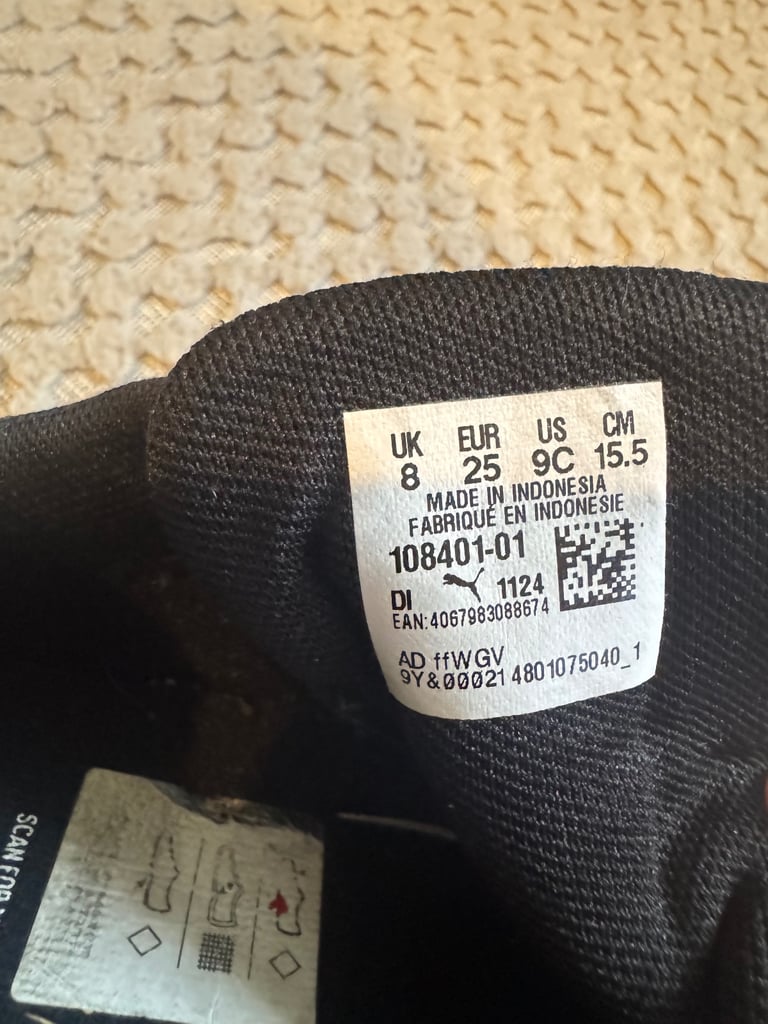 UK EUR US CM
8 25 9C 15.5
MADE IN INDONESIA
FABRIQUÉ EN INDONESIE
108401-01
DI 1124
EAN:4067983088674
AD ffWGV
9Y&00021 4801075040_1
SCAN FOR